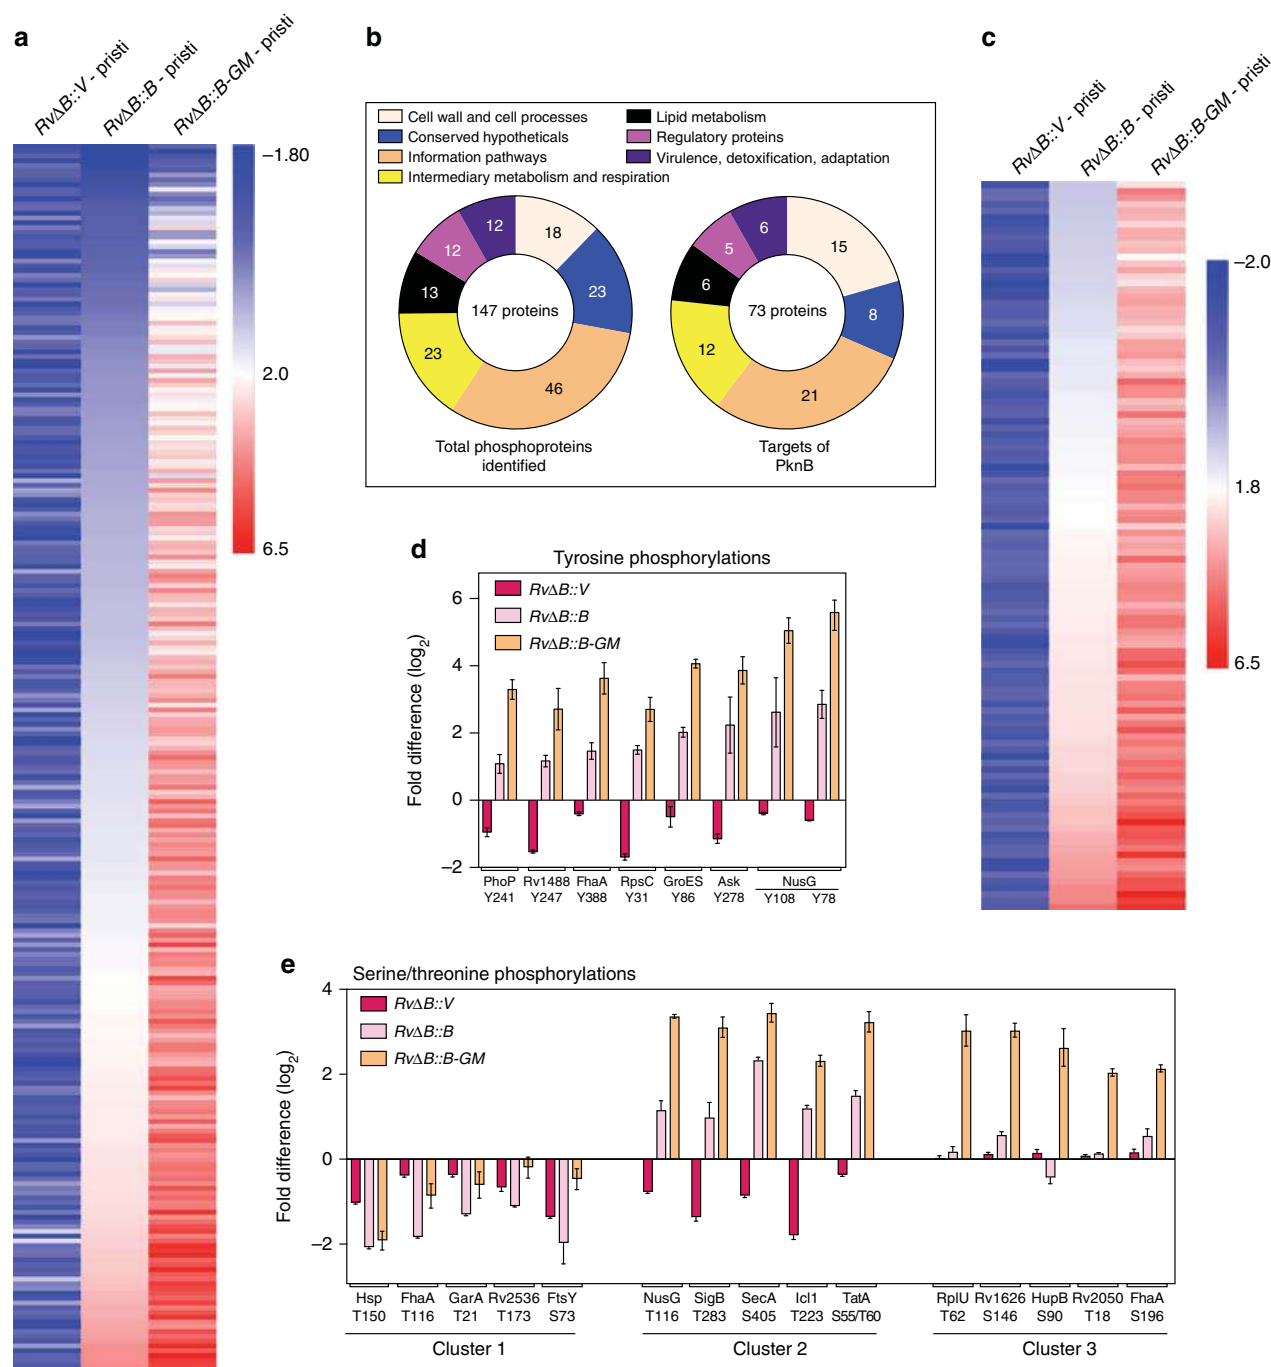 a
RvΔB::V - pristi
RvΔB::B - pristi
RvΔB::B-GM - pristi
−1.80
2.0
6.5
b
Cell wall and cell processes
Conserved hypotheticals
Information pathways
Intermediary metabolism and respiration
Lipid metabolism
Regulatory proteins
Virulence, detoxification, adaptation
12
18
12
23
13
147 proteins
23
46
Total phosphoproteins
identified
6
15
5
6
73 proteins
8
12
21
Targets of
PknB
c
RvΔB::V - pristi
RvΔB::B - pristi
RvΔB::B-GM - pristi
−2.0
1.8
6.5
d
Tyrosine phosphorylations
RvΔB::V
RvΔB::B
RvΔB::B-GM
Fold difference (log2)
6
4
2
0
−2
PhoP Rv1488 FhaA RpsC GroES Ask NusG
Y241 Y247 Y388 Y31 Y86 Y278 Y108 Y78
e
Serine/threonine phosphorylations
RvΔB::V
RvΔB::B
RvΔB::B-GM
Fold difference (log2)
4
2
0
−2
Hsp FhaA GarA Rv2536 FtsY NusG SigB SecA Icl1 TatA RplU Rv1626 HupB Rv2050 FhaA
T150 T116 T21 T173 S73 T116 T283 S405 T223 S55/T60 T62 S146 S90 T18 S196
Cluster 1 Cluster 2 Cluster 3